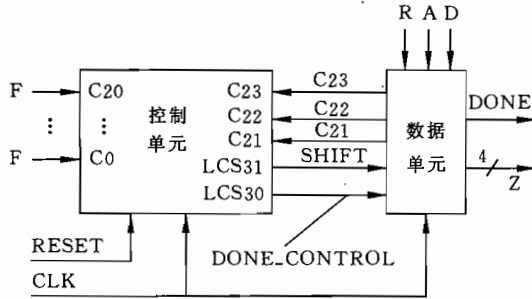 R A D
F
C20
C23
C23
DONE
⋮
⋮
控制
单元
C22
C22
C21
C21
数据
单元
F
C0
LCS31
SHIFT
4
Z
LCS30
RESET
DONE_CONTROL
CLK